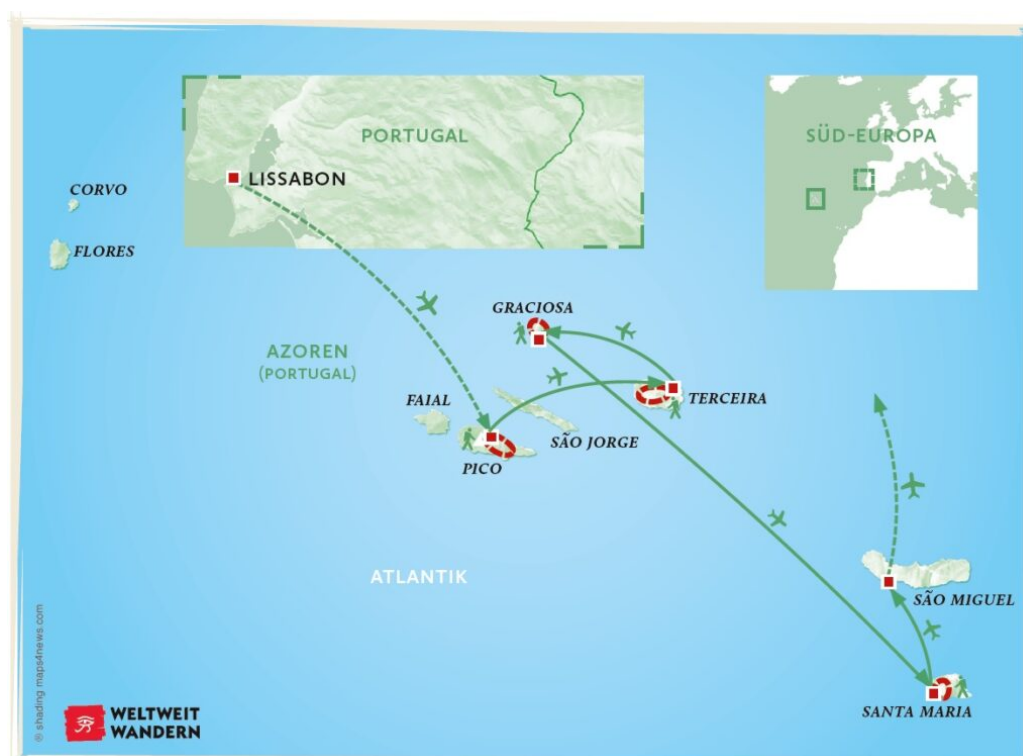 PORTUGAL
SÜD-EUROPA
LISSABON
CORVO
FLORES
GRACIOSA
AZOREN
(PORTUGAL)
FAIAL
TERCEIRA
SÃO JORGE
PICO
ATLANTIK
SÃO MIGUEL
SANTA MARIA
© shading maps4news.com
WELTWEIT
WANDERN